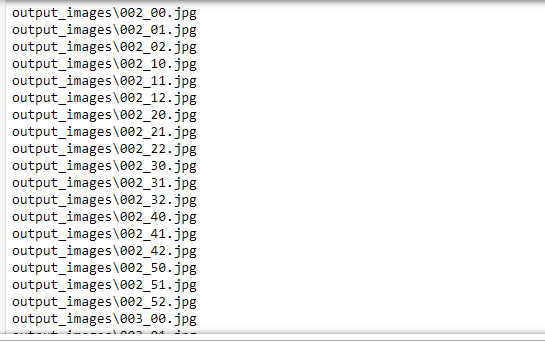 output_images\002_00.jpg
output_images\002_01.jpg
output_images\002_02.jpg
output_images\002_10.jpg
output_images\002_11.jpg
output_images\002_12.jpg
output_images\002_20.jpg
output_images\002_21.jpg
output_images\002_22.jpg
output_images\002_30.jpg
output_images\002_31.jpg
output_images\002_32.jpg
output_images\002_40.jpg
output_images\002_41.jpg
output_images\002_42.jpg
output_images\002_50.jpg
output_images\002_51.jpg
output_images\002_52.jpg
output_images\003_00.jpg